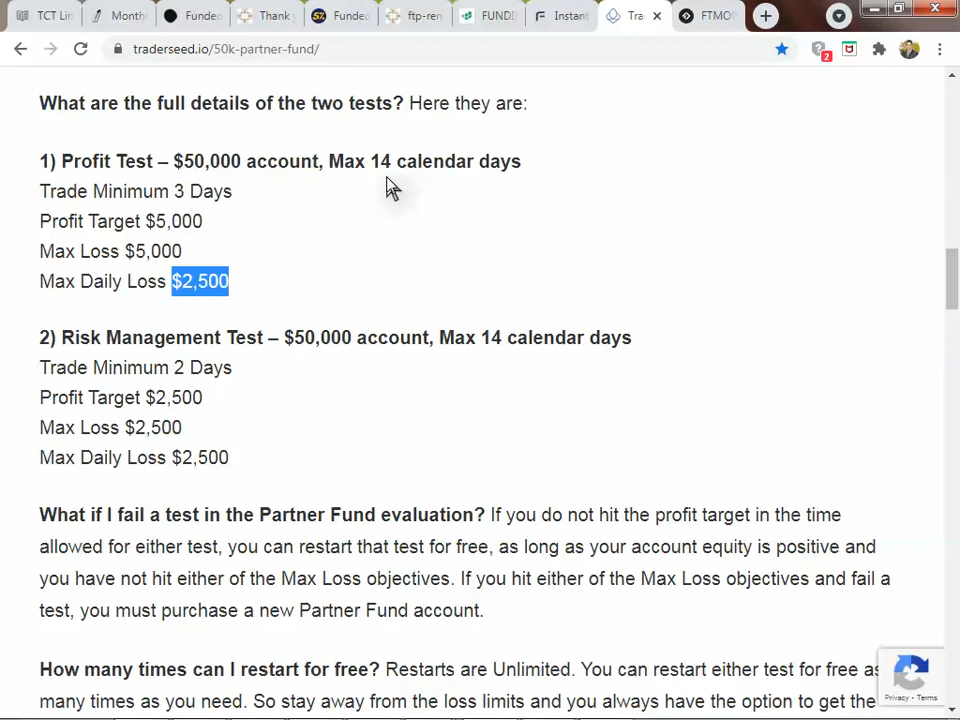 TCT Lin
Month
Funded
Thank
Funded
ftp-ren
FUNDI
Instant
Tra
FTMO
traderseed.io/50k-partner-fund/
2
What are the full details of the two tests? Here they are:
1) Profit Test – $50,000 account, Max 14 calendar days
Trade Minimum 3 Days
Profit Target $5,000
Max Loss $5,000
Max Daily Loss $2,500
2) Risk Management Test – $50,000 account, Max 14 calendar days
Trade Minimum 2 Days
Profit Target $2,500
Max Loss $2,500
Max Daily Loss $2,500
What if I fail a test in the Partner Fund evaluation? If you do not hit the profit target in the time
allowed for either test, you can restart that test for free, as long as your account equity is positive and
you have not hit either of the Max Loss objectives. If you hit either of the Max Loss objectives and fail a
test, you must purchase a new Partner Fund account.
How many times can I restart for free? Restarts are Unlimited. You can restart either test for free as
many times as you need. So stay away from the loss limits and you always have the option to get the
Privacy - Terms